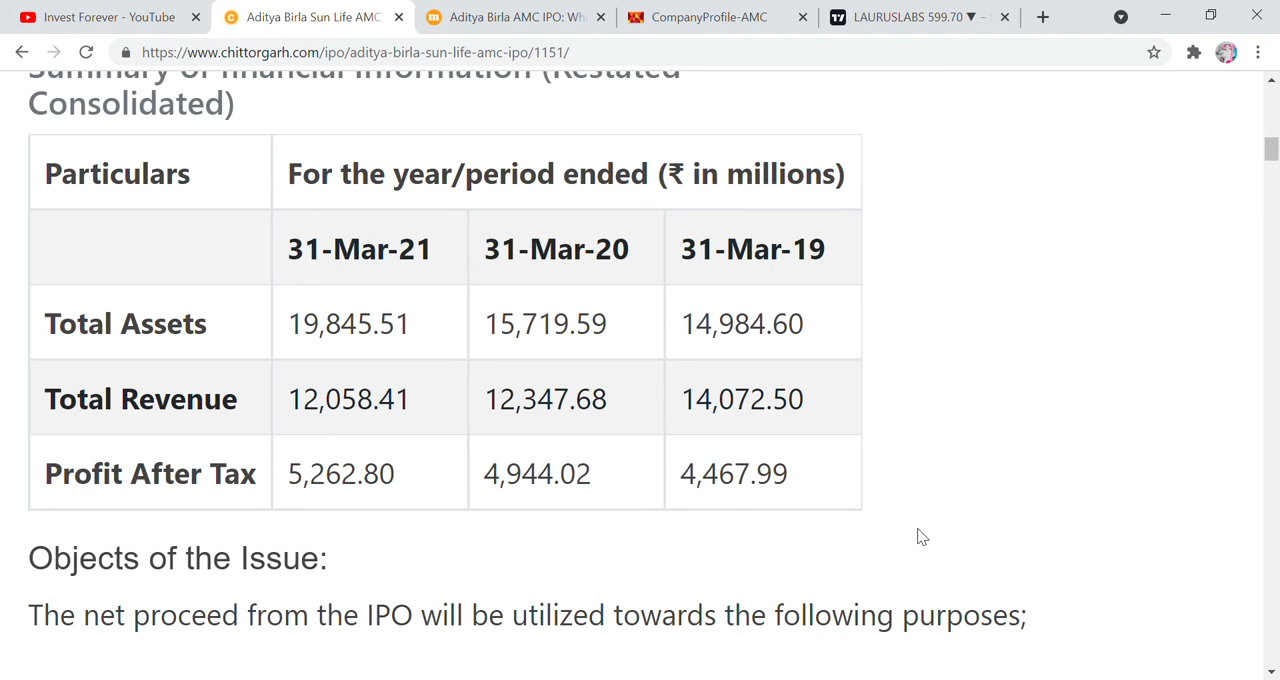 Invest Forever - YouTube
Aditya Birla Sun Life AMC
Aditya Birla AMC IPO: Wh
CompanyProfile-AMC
LAURUSLABS 599.70 ▼ -
https://www.chittorgarh.com/ipo/aditya-birla-sun-life-amc-ipo/1151/
Summary of financial Information (Restated
Consolidated)
Particulars For the year/period ended (₹ in millions)
31-Mar-21 31-Mar-20 31-Mar-19
Total Assets 19,845.51 15,719.59 14,984.60
Total Revenue 12,058.41 12,347.68 14,072.50
Profit After Tax 5,262.80 4,944.02 4,467.99
Objects of the Issue:
The net proceed from the IPO will be utilized towards the following purposes;